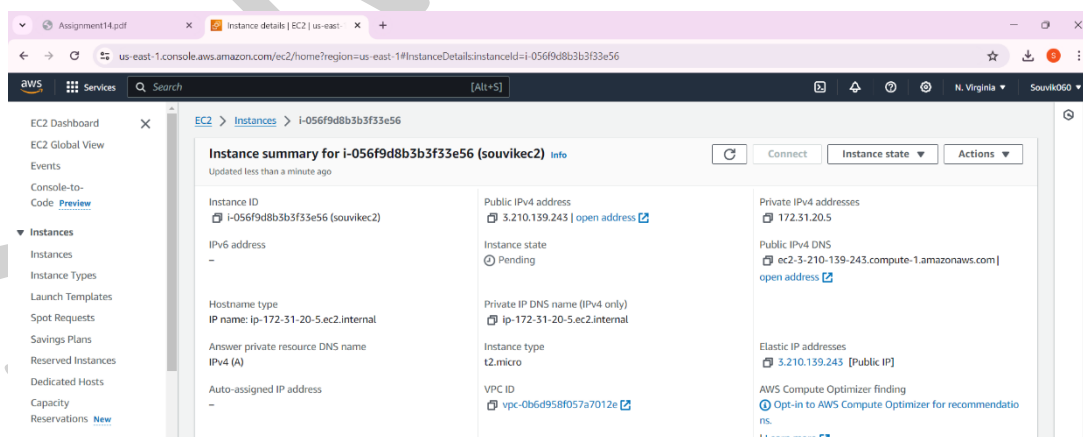 Assignment14.pdf
Instance details | EC2 | us-east-
us-east-1.console.aws.amazon.com/ec2/home?region=us-east-1#InstanceDetails:instanceId=i-056f9d8b3b3f33e56
aws Services Search [Alt+S] N. Virginia Souvik060
EC2 Dashboard
EC2 Global View
Events
Console-to-
Code Preview
Instances
Instances
Instance Types
Launch Templates
Spot Requests
Savings Plans
Reserved Instances
Dedicated Hosts
Capacity
Reservations New
EC2 > Instances > i-056f9d8b3b3f33e56
Instance summary for i-056f9d8b3b3f33e56 (souvikec2) Info
Updated less than a minute ago
Connect Instance state Actions
Instance ID
i-056f9d8b3b3f33e56 (souvikec2)
Public IPv4 address
3.210.139.243 | open address
Private IPv4 addresses
172.31.20.5
IPv6 address
–
Instance state
Pending
Public IPv4 DNS
ec2-3-210-139-243.compute-1.amazonaws.com |
open address
Hostname type
IP name: ip-172-31-20-5.ec2.internal
Private IP DNS name (IPv4 only)
ip-172-31-20-5.ec2.internal
Answer private resource DNS name
IPv4 (A)
Instance type
t2.micro
Elastic IP addresses
3.210.139.243 [Public IP]
Auto-assigned IP address
–
VPC ID
vpc-0b6d958f057a7012e
AWS Compute Optimizer finding
Opt-in to AWS Compute Optimizer for recommendatio
ns.